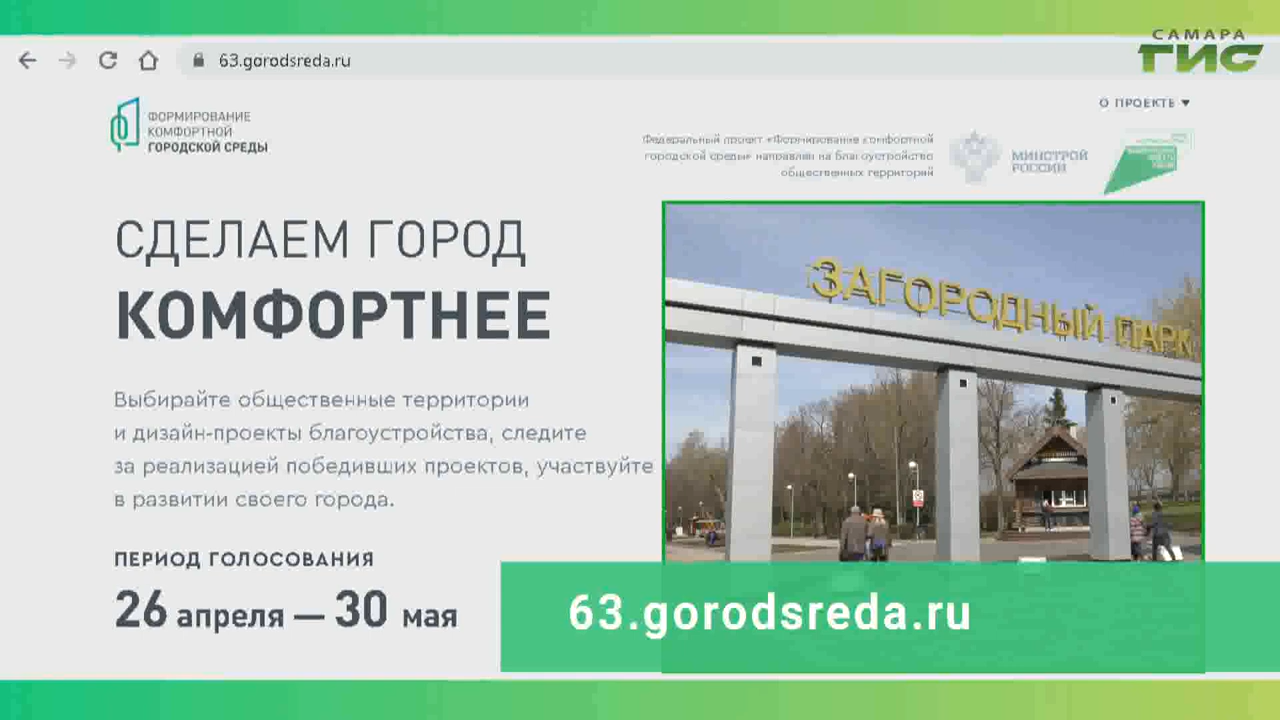 САМАРА
ГИС
63.gorodsreda.ru
О ПРОЕКТЕ
ФОРМИРОВАНИЕ
КОМФОРТНОЙ
ГОРОДСКОЙ СРЕДЫ
Федеральный проект «Формирование комфортной
городской среды» направлен на благоустройство
общественных территорий
МИНСТРОЙ
РОССИИ
СДЕЛАЕМ ГОРОД
КОМФОРТНЕЕ
ЗАГОРОДНЫЙ ПАРК
Выбирайте общественные территории
и дизайн-проекты благоустройства, следите
за реализацией победивших проектов, участвуйте
в развитии своего города.
ПЕРИОД ГОЛОСОВАНИЯ
26 апреля — 30 мая
63.gorodsreda.ru